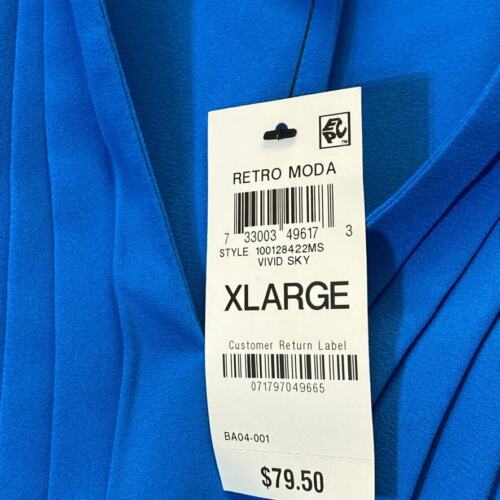 EPC™
RETRO MODA
7 33003 49617 3
STYLE 100128422MS
VIVID SKY
XLARGE
Customer Return Label
071797049665
BA04-001
$79.50